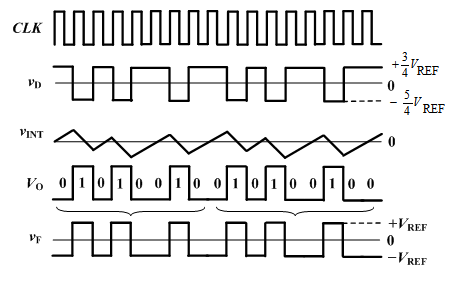 CLK
+3/4 VREF
vD 0
− 5/4 VREF
vINT 0
VO 0 1 0 1 0 0 1 0 0 1 0 1 0 0 1 0 0
+VREF
vF 0
−VREF